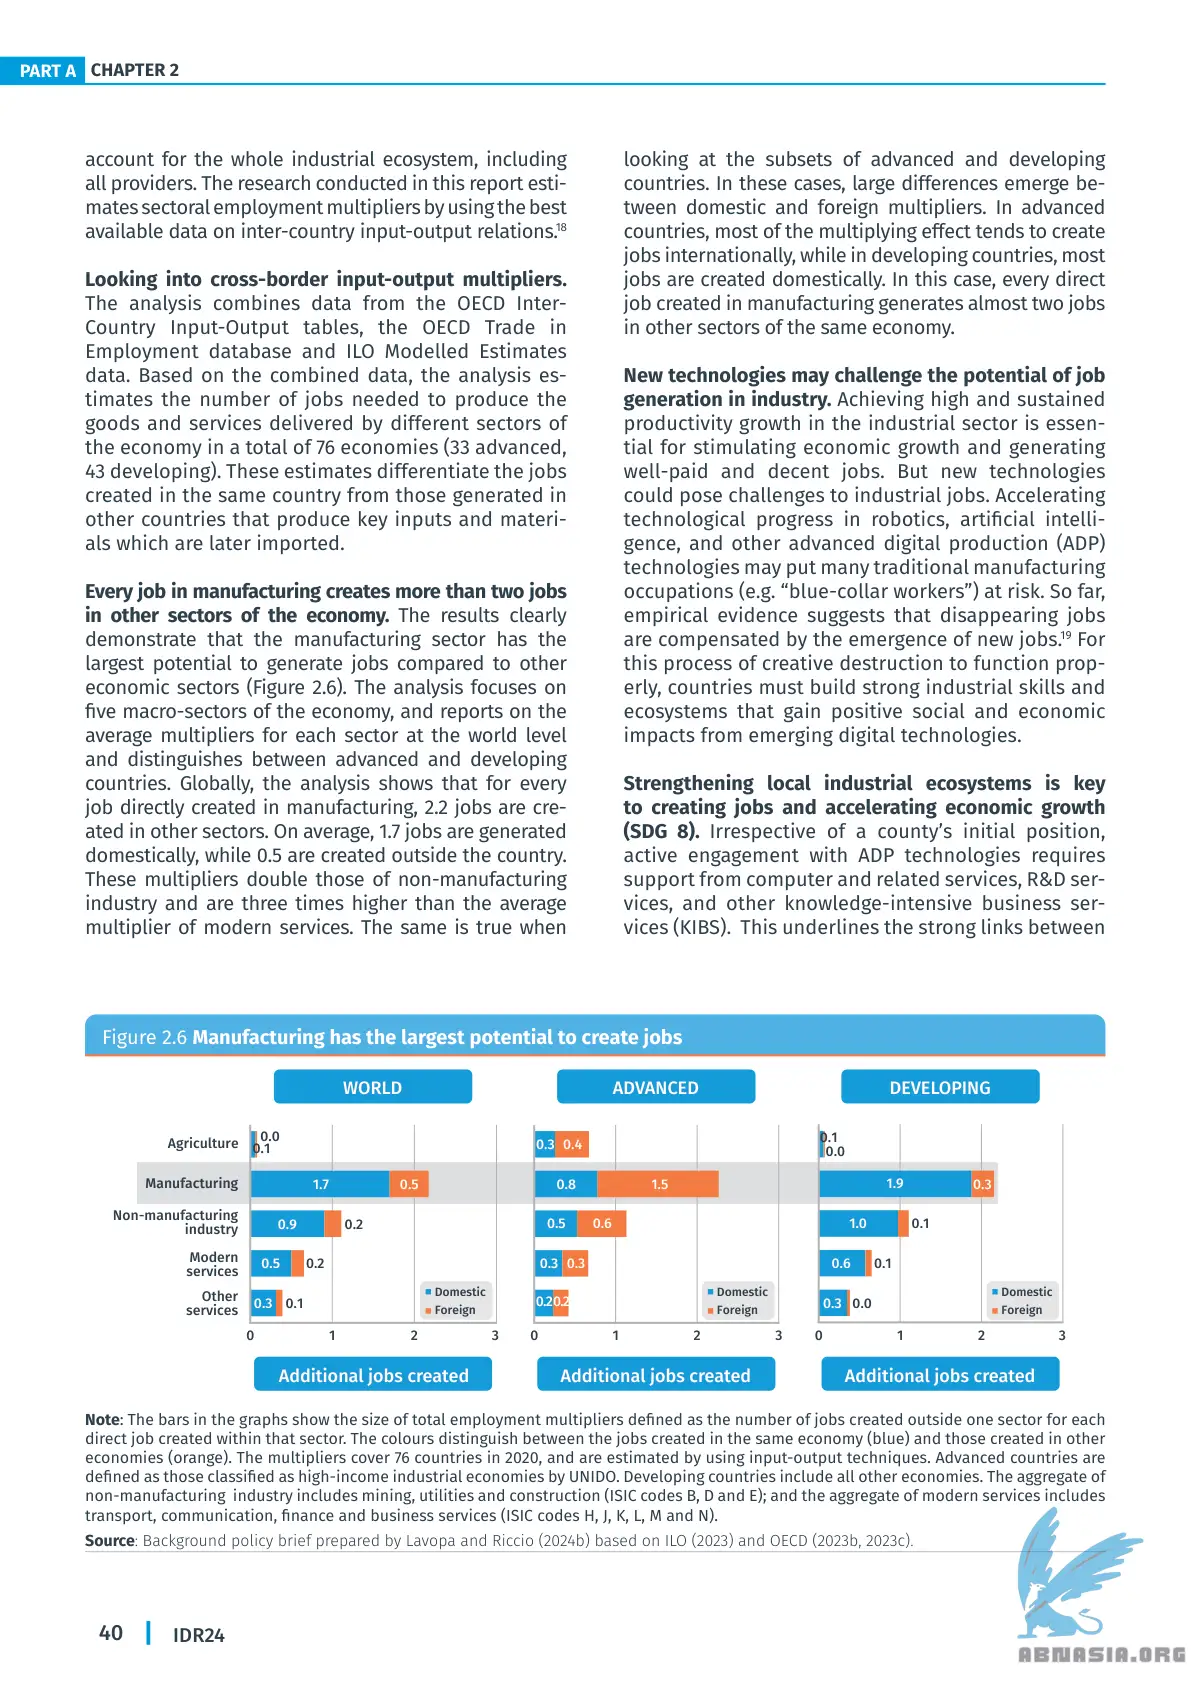 PART A CHAPTER 2
account for the whole industrial ecosystem, including
all providers. The research conducted in this report esti-
mates sectoral employment multipliers by using the best
available data on inter-country input-output relations.18
Looking into cross-border input-output multipliers.
The analysis combines data from the OECD Inter-
Country Input-Output tables, the OECD Trade in
Employment database and ILO Modelled Estimates
data. Based on the combined data, the analysis es-
timates the number of jobs needed to produce the
goods and services delivered by different sectors of
the economy in a total of 76 economies (33 advanced,
43 developing). These estimates differentiate the jobs
created in the same country from those generated in
other countries that produce key inputs and materi-
als which are later imported.
Every job in manufacturing creates more than two jobs
in other sectors of the economy. The results clearly
demonstrate that the manufacturing sector has the
largest potential to generate jobs compared to other
economic sectors (Figure 2.6). The analysis focuses on
five macro-sectors of the economy, and reports on the
average multipliers for each sector at the world level
and distinguishes between advanced and developing
countries. Globally, the analysis shows that for every
job directly created in manufacturing, 2.2 jobs are cre-
ated in other sectors. On average, 1.7 jobs are generated
domestically, while 0.5 are created outside the country.
These multipliers double those of non-manufacturing
industry and are three times higher than the average
multiplier of modern services. The same is true when
looking at the subsets of advanced and developing
countries. In these cases, large differences emerge be-
tween domestic and foreign multipliers. In advanced
countries, most of the multiplying effect tends to create
jobs internationally, while in developing countries, most
jobs are created domestically. In this case, every direct
job created in manufacturing generates almost two jobs
in other sectors of the same economy.
New technologies may challenge the potential of job
generation in industry. Achieving high and sustained
productivity growth in the industrial sector is essen-
tial for stimulating economic growth and generating
well-paid and decent jobs. But new technologies
could pose challenges to industrial jobs. Accelerating
technological progress in robotics, artificial intelli-
gence, and other advanced digital production (ADP)
technologies may put many traditional manufacturing
occupations (e.g. “blue-collar workers”) at risk. So far,
empirical evidence suggests that disappearing jobs
are compensated by the emergence of new jobs.19 For
this process of creative destruction to function prop-
erly, countries must build strong industrial skills and
ecosystems that gain positive social and economic
impacts from emerging digital technologies.
Strengthening local industrial ecosystems is key
to creating jobs and accelerating economic growth
(SDG 8). Irrespective of a county’s initial position,
active engagement with ADP technologies requires
support from computer and related services, R&D ser-
vices, and other knowledge-intensive business ser-
vices (KIBS). This underlines the strong links between
Figure 2.6 Manufacturing has the largest potential to create jobs
WORLD ADVANCED DEVELOPING
Agriculture 0.0 0.1 0.3 0.4 0.1 0.0
Manufacturing 1.7 0.5 0.8 1.5 1.9 0.3
Non-manufacturing
industry 0.9 0.2 0.5 0.6 1.0 0.1
Modern
services 0.5 0.2 0.3 0.3 0.6 0.1
Other
services 0.3 0.1 0.2 0.2 0.3 0.0
Domestic Domestic Domestic
Foreign Foreign Foreign
0 1 2 3 0 1 2 3 0 1 2 3
Additional jobs created Additional jobs created Additional jobs created
Note: The bars in the graphs show the size of total employment multipliers defined as the number of jobs created outside one sector for each
direct job created within that sector. The colours distinguish between the jobs created in the same economy (blue) and those created in other
economies (orange). The multipliers cover 76 countries in 2020, and are estimated by using input-output techniques. Advanced countries are
defined as those classified as high-income industrial economies by UNIDO. Developing countries include all other economies. The aggregate of
non-manufacturing industry includes mining, utilities and construction (ISIC codes B, D and E); and the aggregate of modern services includes
transport, communication, finance and business services (ISIC codes H, J, K, L, M and N).
Source: Background policy brief prepared by Lavopa and Riccio (2024b) based on ILO (2023) and OECD (2023b, 2023c).
40 IDR24
ABNASIA.ORG